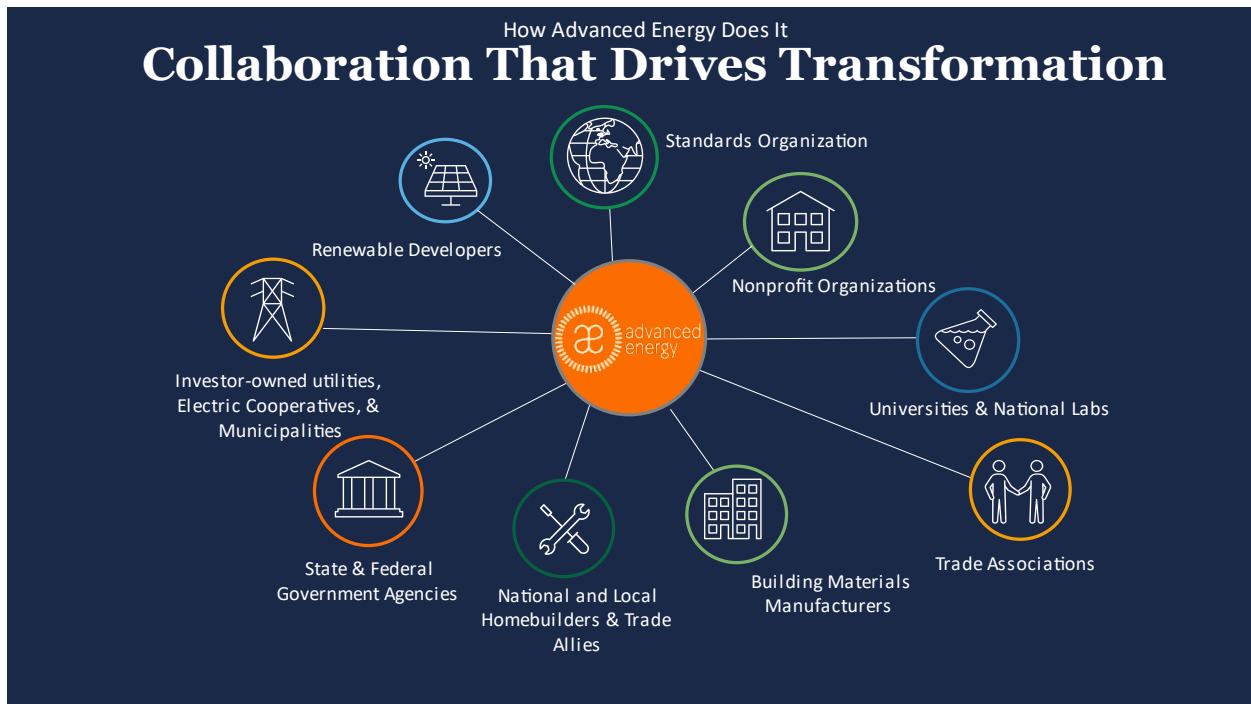 How Advanced Energy Does It
Collaboration That Drives Transformation
Standards Organization
Renewable Developers
Nonprofit Organizations
æ advanced
energy
Investor-owned utilities,
Electric Cooperatives, &
Municipalities
Universities & National Labs
State & Federal
Government Agencies
National and Local
Homebuilders & Trade
Allies
Building Materials
Manufacturers
Trade Associations